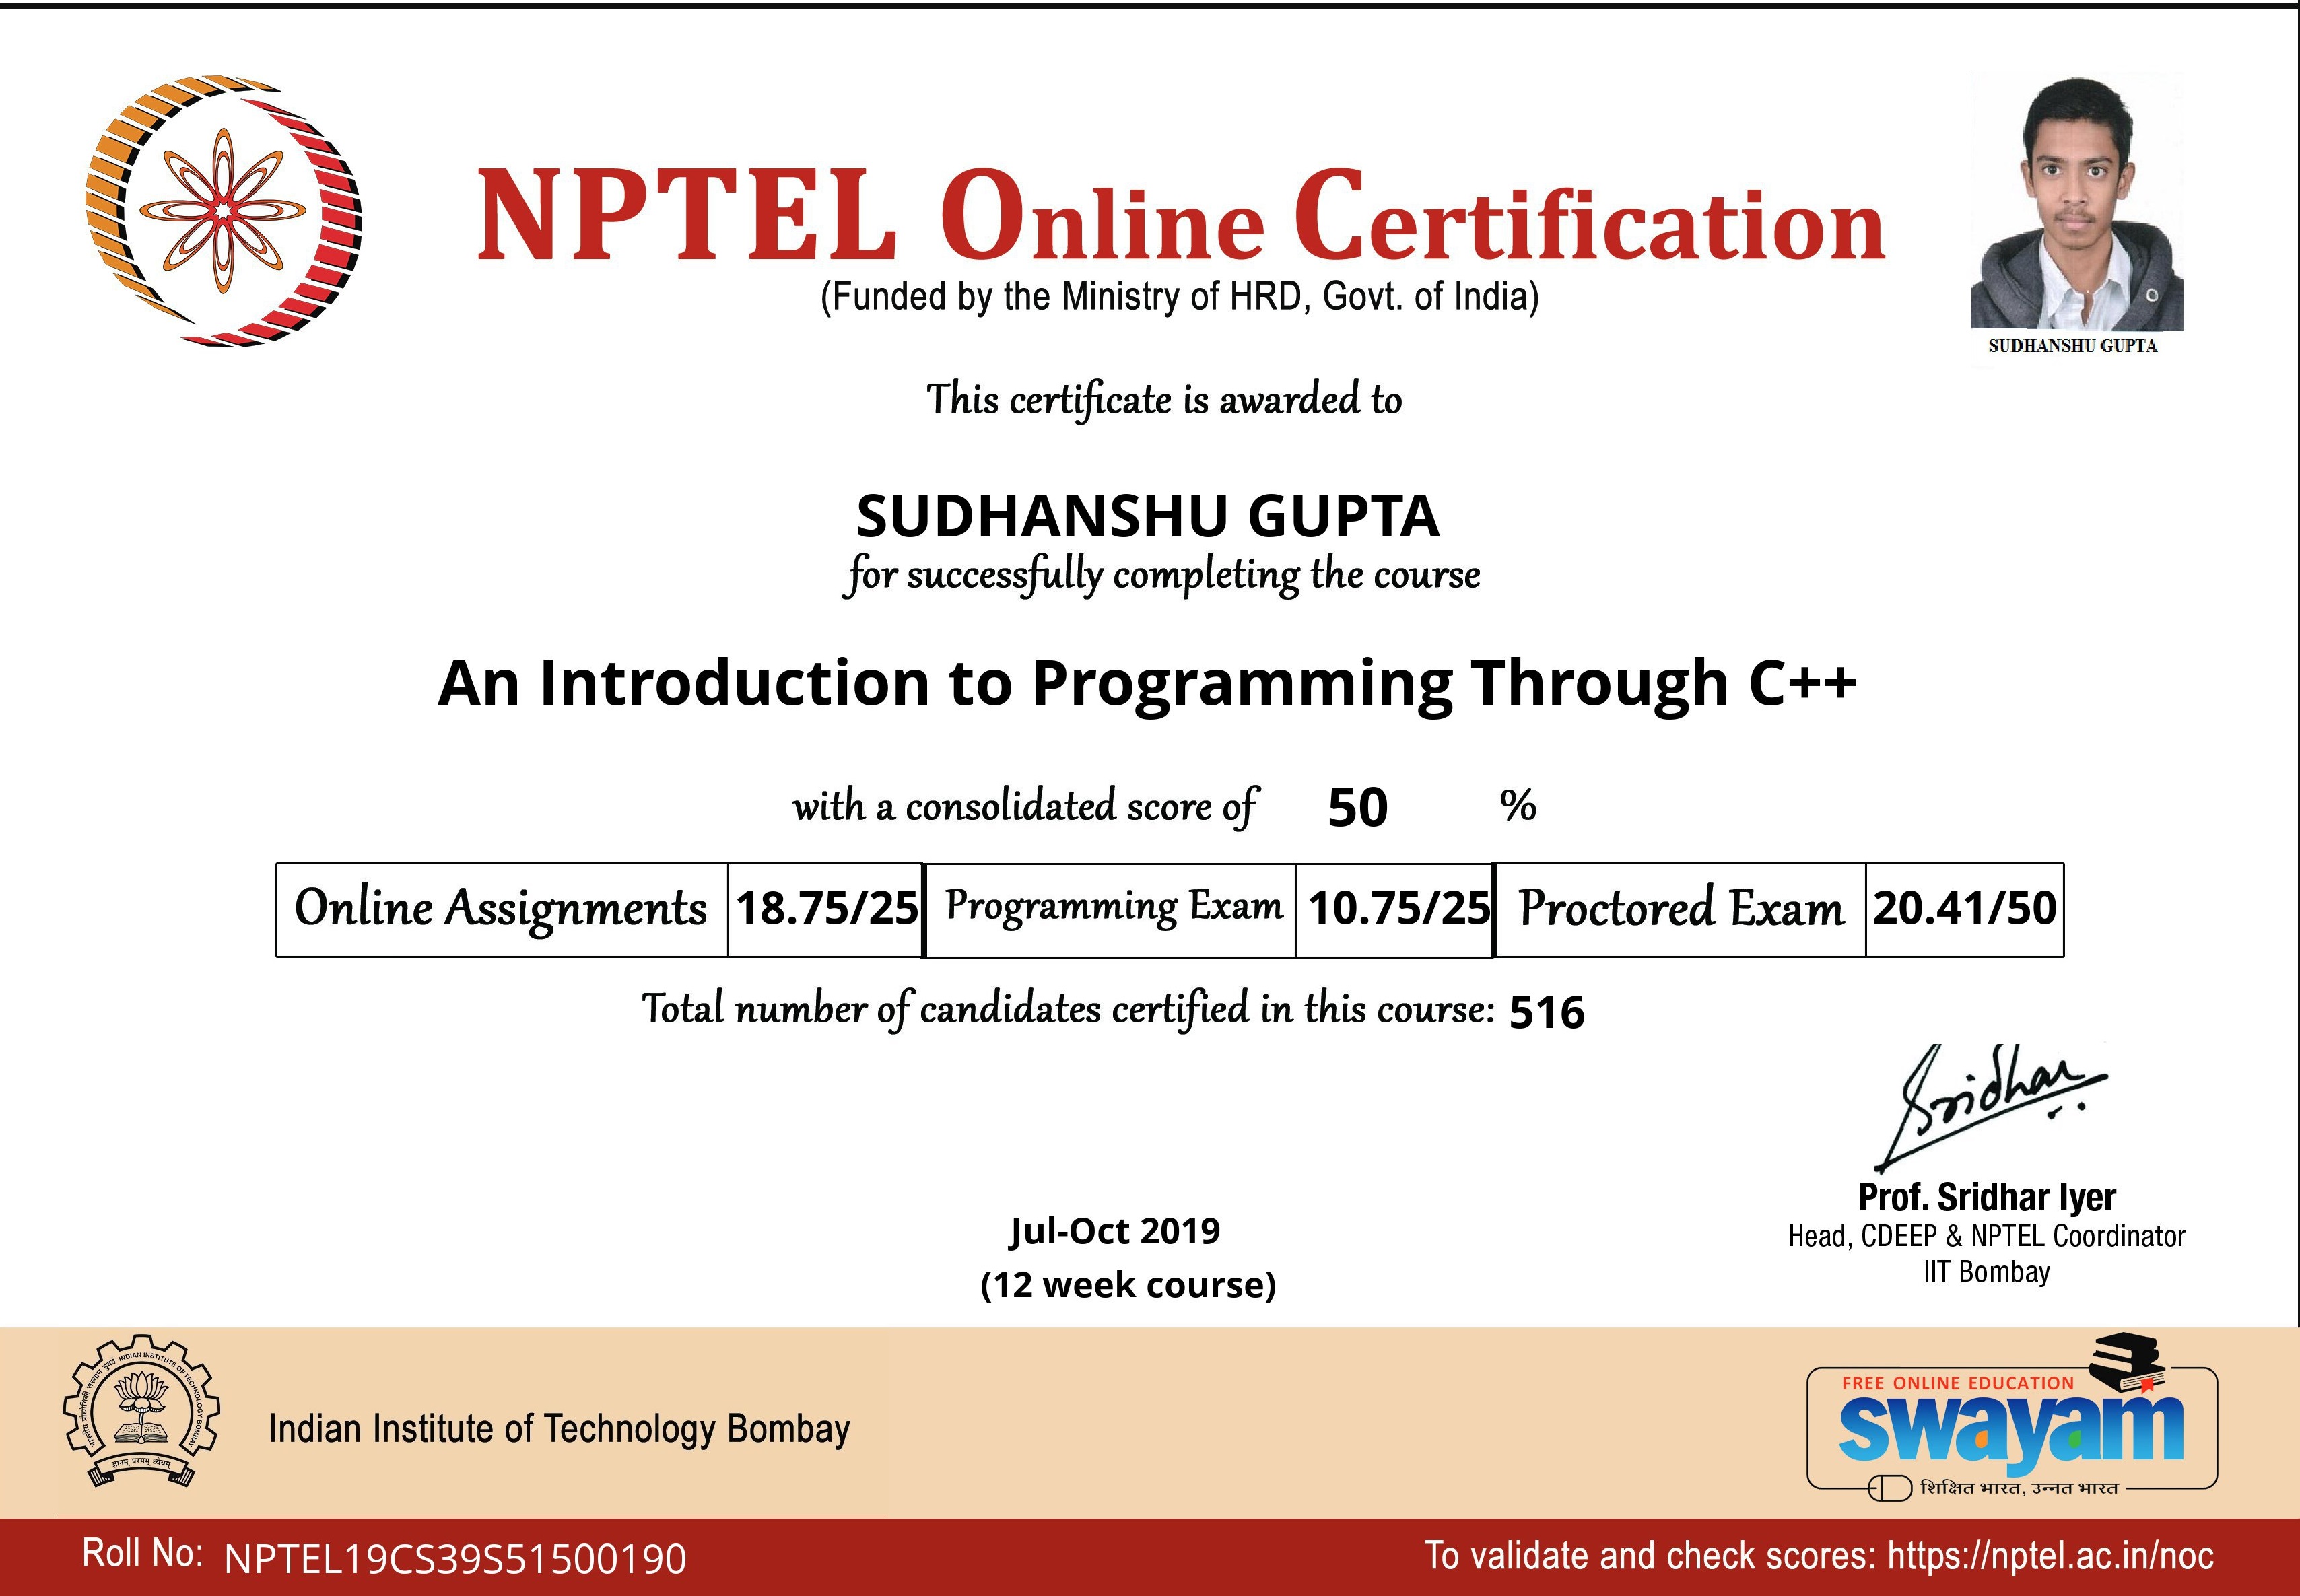 NPTEL Online Certification
(Funded by the Ministry of HRD, Govt. of India)
SUDHANSHU GUPTA
This certificate is awarded to
SUDHANSHU GUPTA
for successfully completing the course
An Introduction to Programming Through C++
with a consolidated score of 50 %
Online Assignments 18.75/25 Programming Exam 10.75/25 Proctored Exam 20.41/50
Total number of candidates certified in this course: 516
Sridhar
Prof. Sridhar Iyer
Head, CDEEP & NPTEL Coordinator
IIT Bombay
Jul-Oct 2019
(12 week course)
भारतीय प्रौद्योगिकी संस्थान मुंबई INDIAN INSTITUTE OF TECHNOLOGY BOMBAY
ज्ञानम् परमम् ध्येयम्
Indian Institute of Technology Bombay
FREE ONLINE EDUCATION
swayam
शिक्षित भारत, उन्नत भारत
Roll No: NPTEL19CS39S51500190
To validate and check scores: https://nptel.ac.in/noc